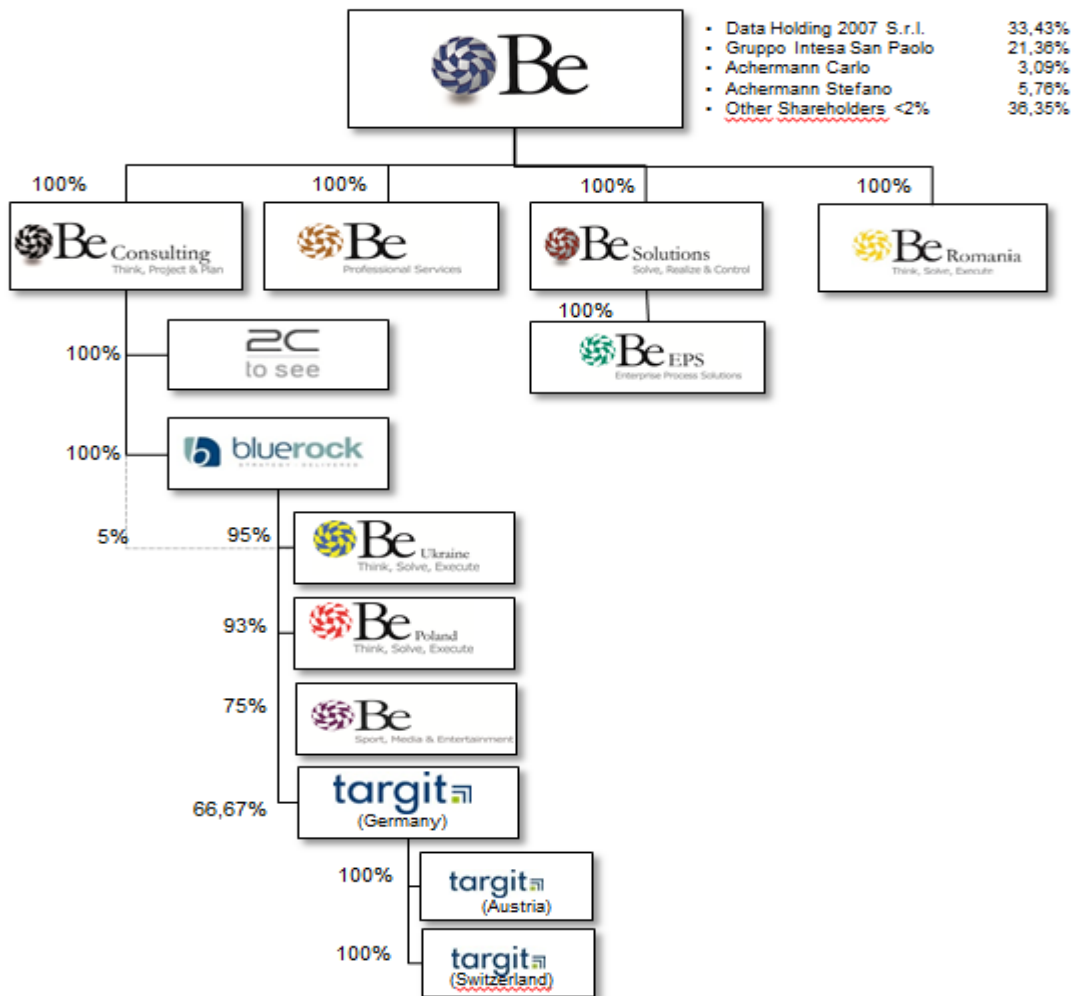 Be
• Data Holding 2007 S.r.l. 33,43%
• Gruppo Intesa San Paolo 21,36%
• Achermann Carlo 3,09%
• Achermann Stefano 5,76%
• Other Shareholders <2% 36,35%
100%
100%
100%
100%
Be Consulting
Think, Project & Plan
Be
Professional Services
Be Solutions
Solve, Realize & Control
Be Romania
Think, Solve, Execute
100%
2C
to see
100%
Be EPS
Enterprise Process Solutions
100%
bluerock
STRATEGY · DELIVERED
5%
95%
Be Ukraine
Think, Solve, Execute
93%
Be Poland
Think, Solve, Execute
75%
Be
Sport, Media & Entertainment
66,67%
targit
(Germany)
100%
targit
(Austria)
100%
targit
(Switzerland)